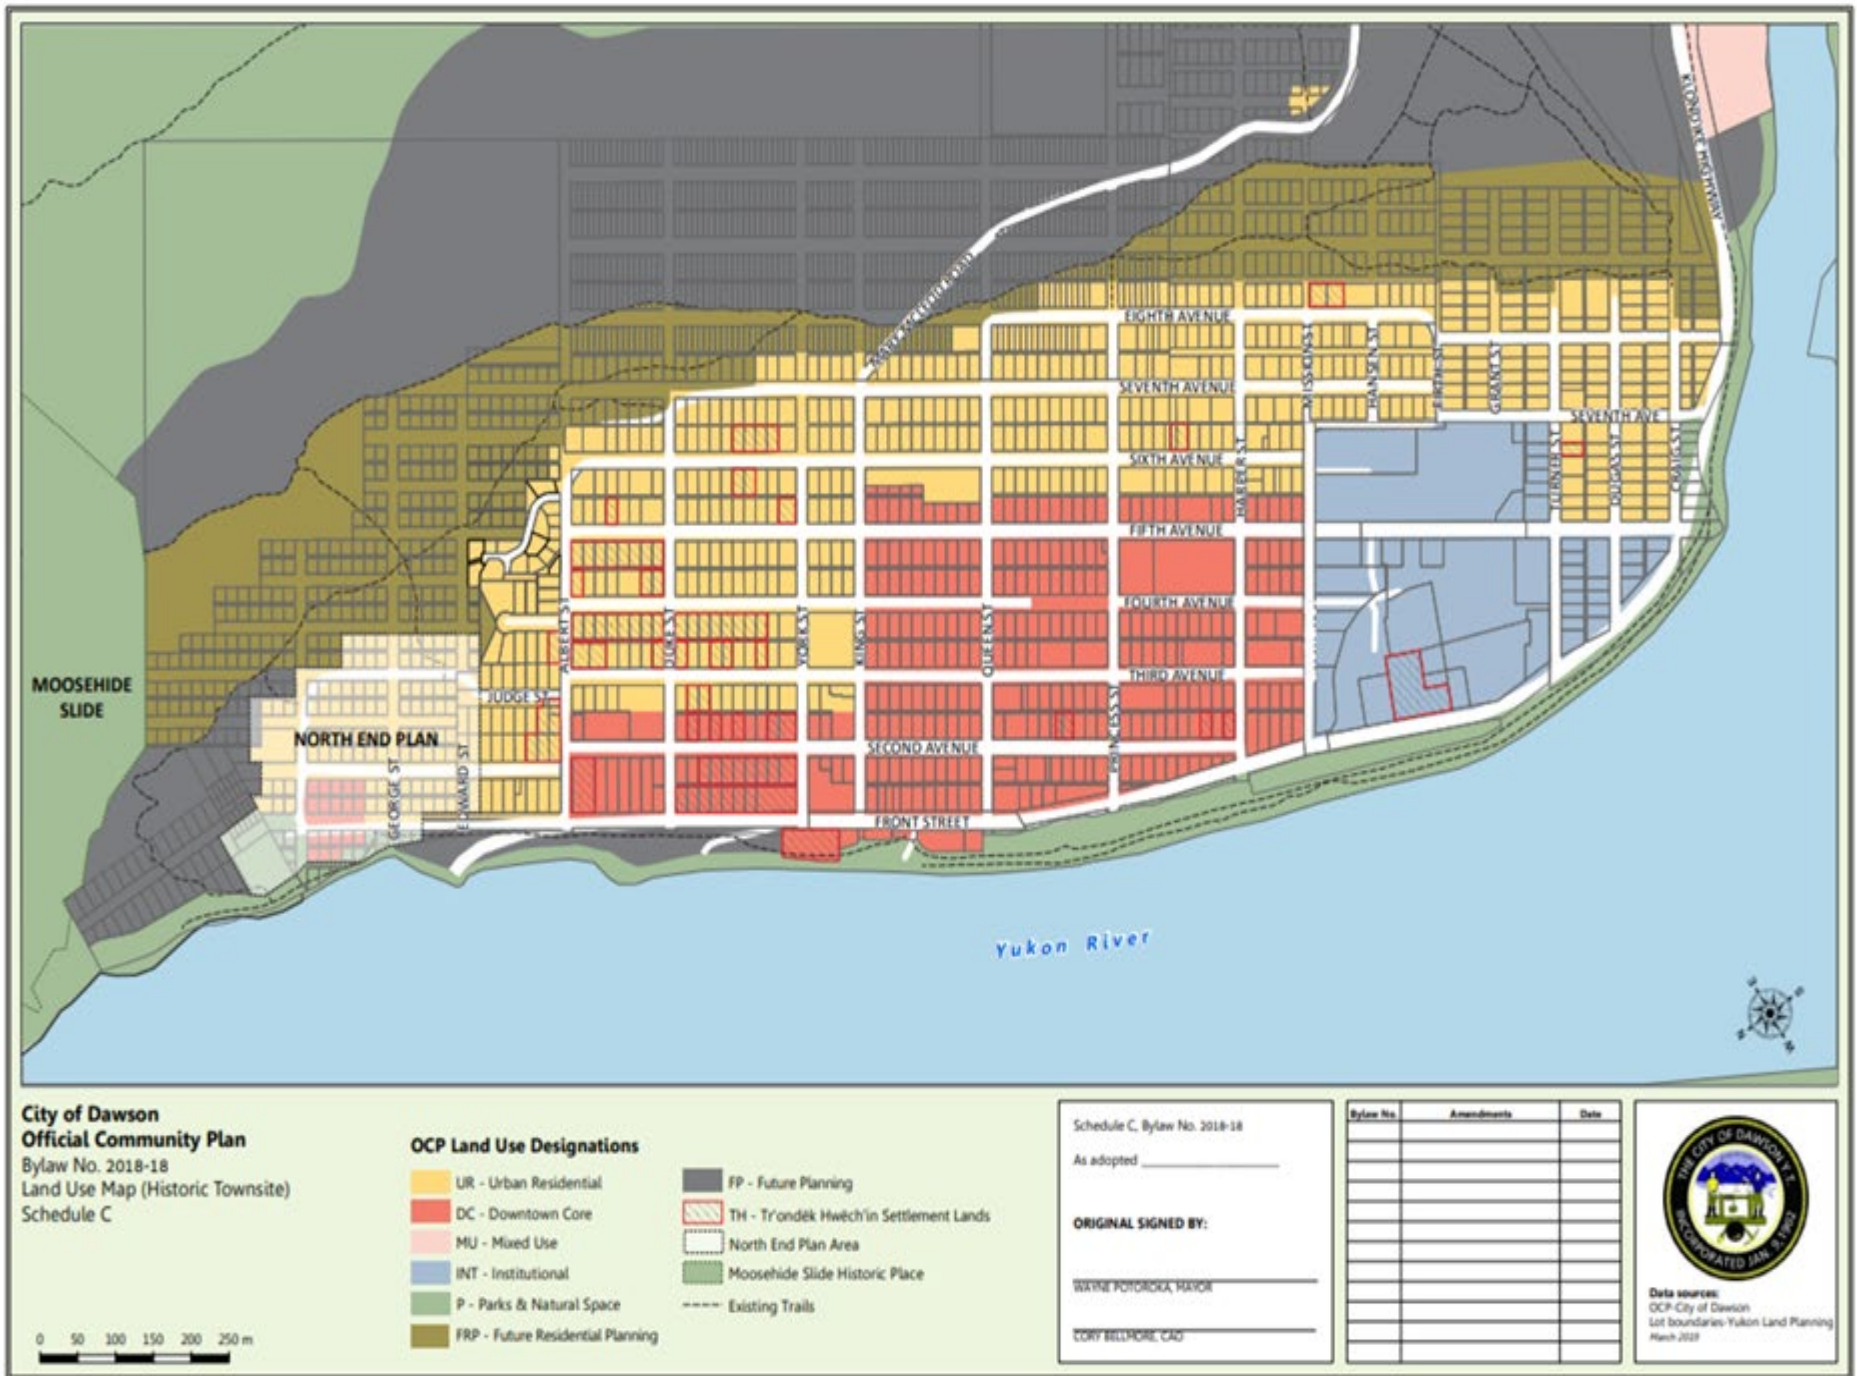 KLONDIKE HIGHWAY
MARY MCLEOD ROAD
EIGHTH AVENUE
SEVENTH AVENUE
SEVENTH AVE
SIXTH AVENUE
FIFTH AVENUE
FOURTH AVENUE
THIRD AVENUE
SECOND AVENUE
FRONT STREET
JUDGE ST
GEORGE ST
EDWARD ST
ALBERT ST
DUKE ST
YORK ST
KING ST
QUEEN ST
PRINCESS ST
HARPER ST
MISSION ST
HANSEN ST
FIRTH ST
GRANT ST
TURNER ST
DUGAS ST
CRAIG ST
MOOSEHIDE
SLIDE
NORTH END PLAN
Yukon River
City of Dawson
Official Community Plan
Bylaw No. 2018-18
Land Use Map (Historic Townsite)
Schedule C
0 50 100 150 200 250 m
OCP Land Use Designations
UR - Urban Residential
DC - Downtown Core
MU - Mixed Use
INT - Institutional
P - Parks & Natural Space
FRP - Future Residential Planning
FP - Future Planning
TH - Tr'ondëk Hwëch'in Settlement Lands
North End Plan Area
Moosehide Slide Historic Place
Existing Trails
Schedule C, Bylaw No. 2018-18
As adopted
ORIGINAL SIGNED BY:
WAYNE POTOROKA, MAYOR
CORY BELLMORE, CAO
Bylaw No. Amendments Date
THE CITY OF DAWSON Y.T.
INCORPORATED JAN. 9, 1902
Data sources:
OCP-City of Dawson
Lot boundaries-Yukon Land Planning
March 2019